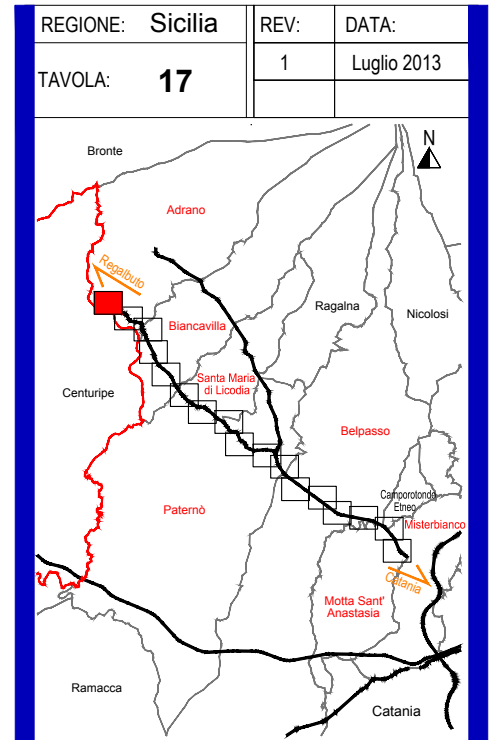 REGIONE: Sicilia
REV:
DATA:
TAVOLA: 17
1
Luglio 2013
N
Bronte
Adrano
Regalbuto
Ragalna
Nicolosi
Biancavilla
Santa Maria
di Licodia
Centuripe
Belpasso
Camporotondo
Etneo
Paternò
Misterbianco
Catania
Motta Sant'
Anastasia
Ramacca
Catania